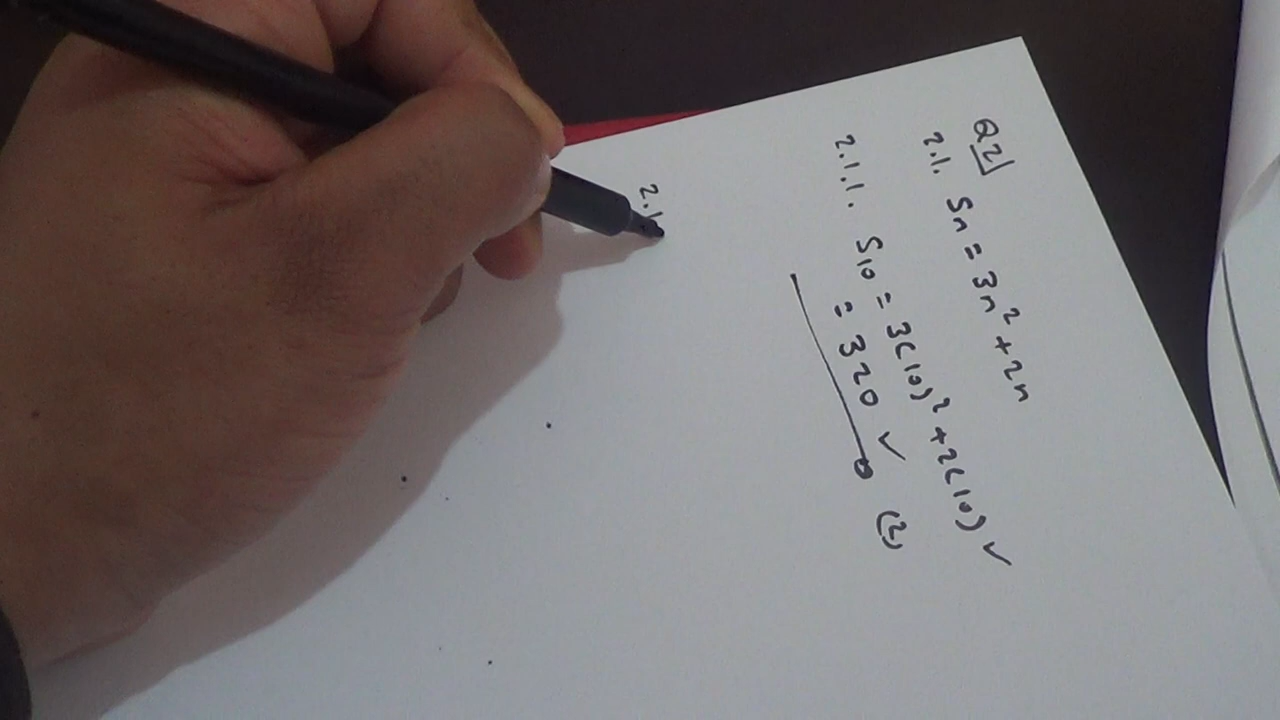 Q2
2.1. Sn = 3n² + 2n
2.1.1. S₁₀ = 3(10)² + 2(10) ✓
= 320 ✓ (2)
2.1